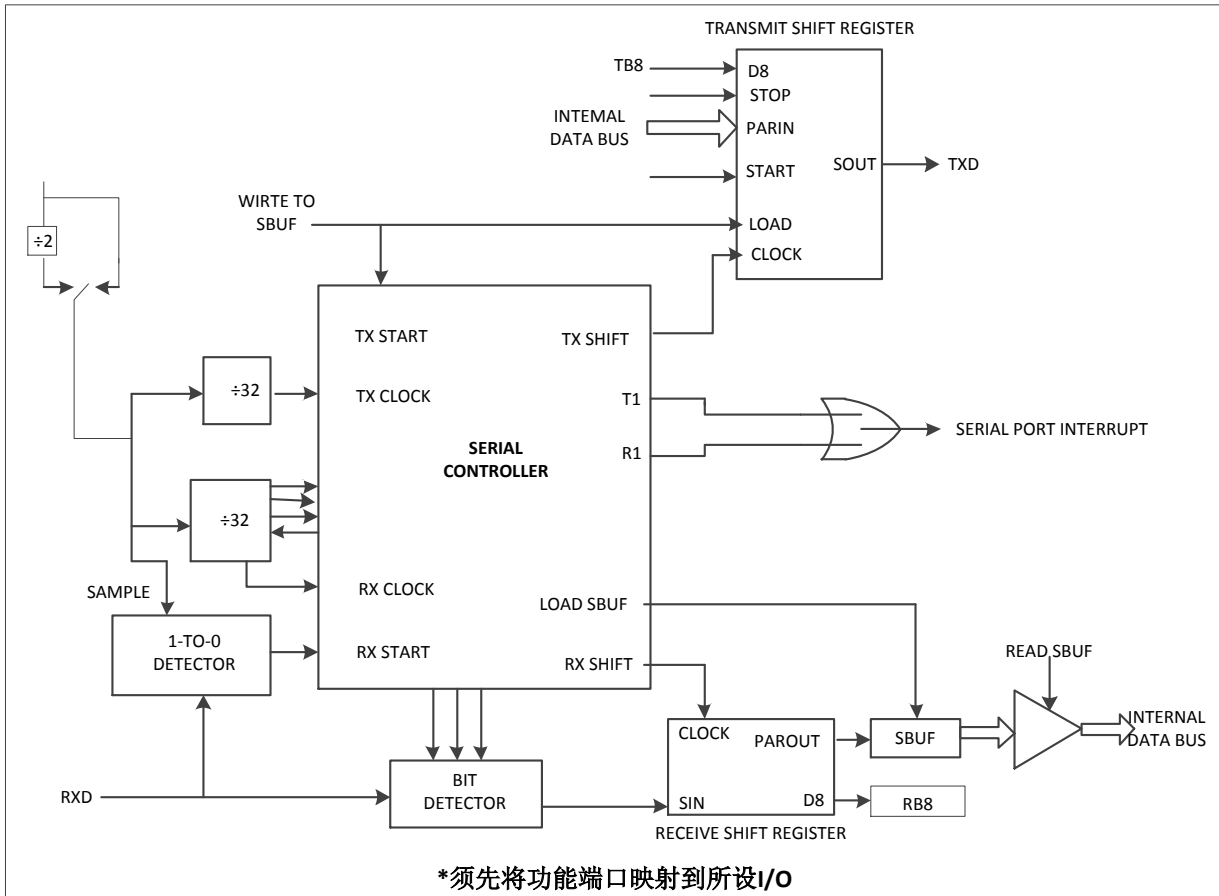 TRANSMIT SHIFT REGISTER
TB8
D8
STOP
INTEMAL
DATA BUS
PARIN
START
SOUT
TXD
WIRTE TO
SBUF
LOAD
CLOCK
÷2
TX START
TX SHIFT
÷32
TX CLOCK
T1
SERIAL PORT INTERRUPT
SERIAL
CONTROLLER
R1
÷32
SAMPLE
RX CLOCK
LOAD SBUF
1-TO-0
DETECTOR
RX START
RX SHIFT
READ SBUF
CLOCK
PAROUT
SBUF
INTERNAL
DATA BUS
RXD
BIT
DETECTOR
SIN
D8
RB8
RECEIVE SHIFT REGISTER
*须先将功能端口映射到所设I/O